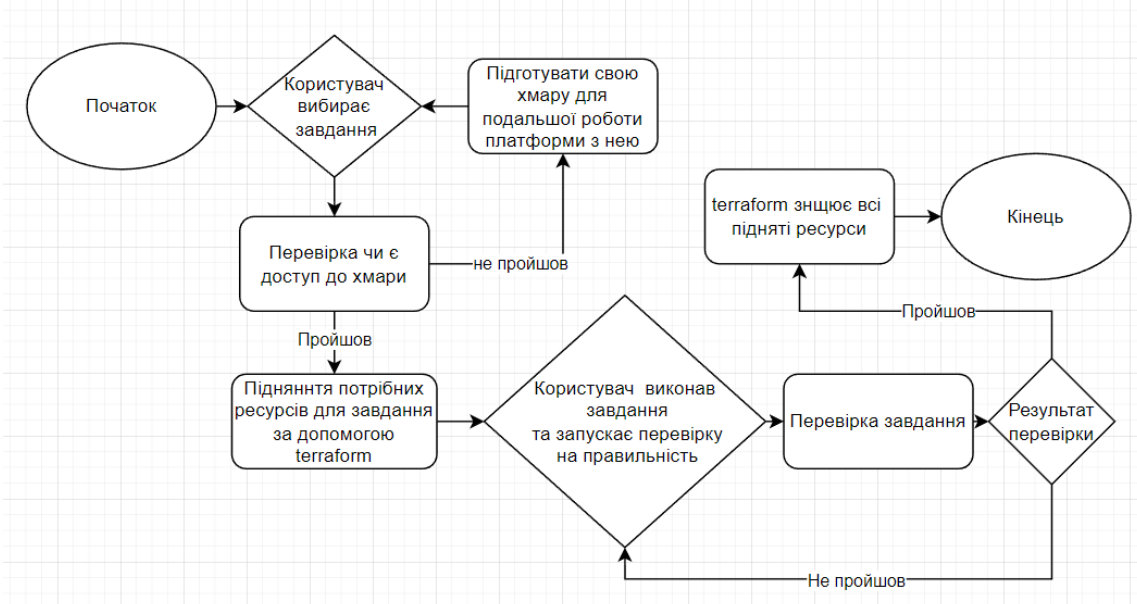 Початок
Користувач
вибирає
завдання
Підготувати свою
хмару для
подальшої роботи
платформи з нею
Перевірка чи є
доступ до хмари
не пройшов
Пройшов
Підняннтя потрібних
ресурсів для завдання
за допомогою
terraform
Користувач виконав
завдання
та запускає перевірку
на правильність
Перевірка завдання
Результат
перевірки
Не пройшов
Пройшов
terraform знщює всі
підняті ресурси
Кінець